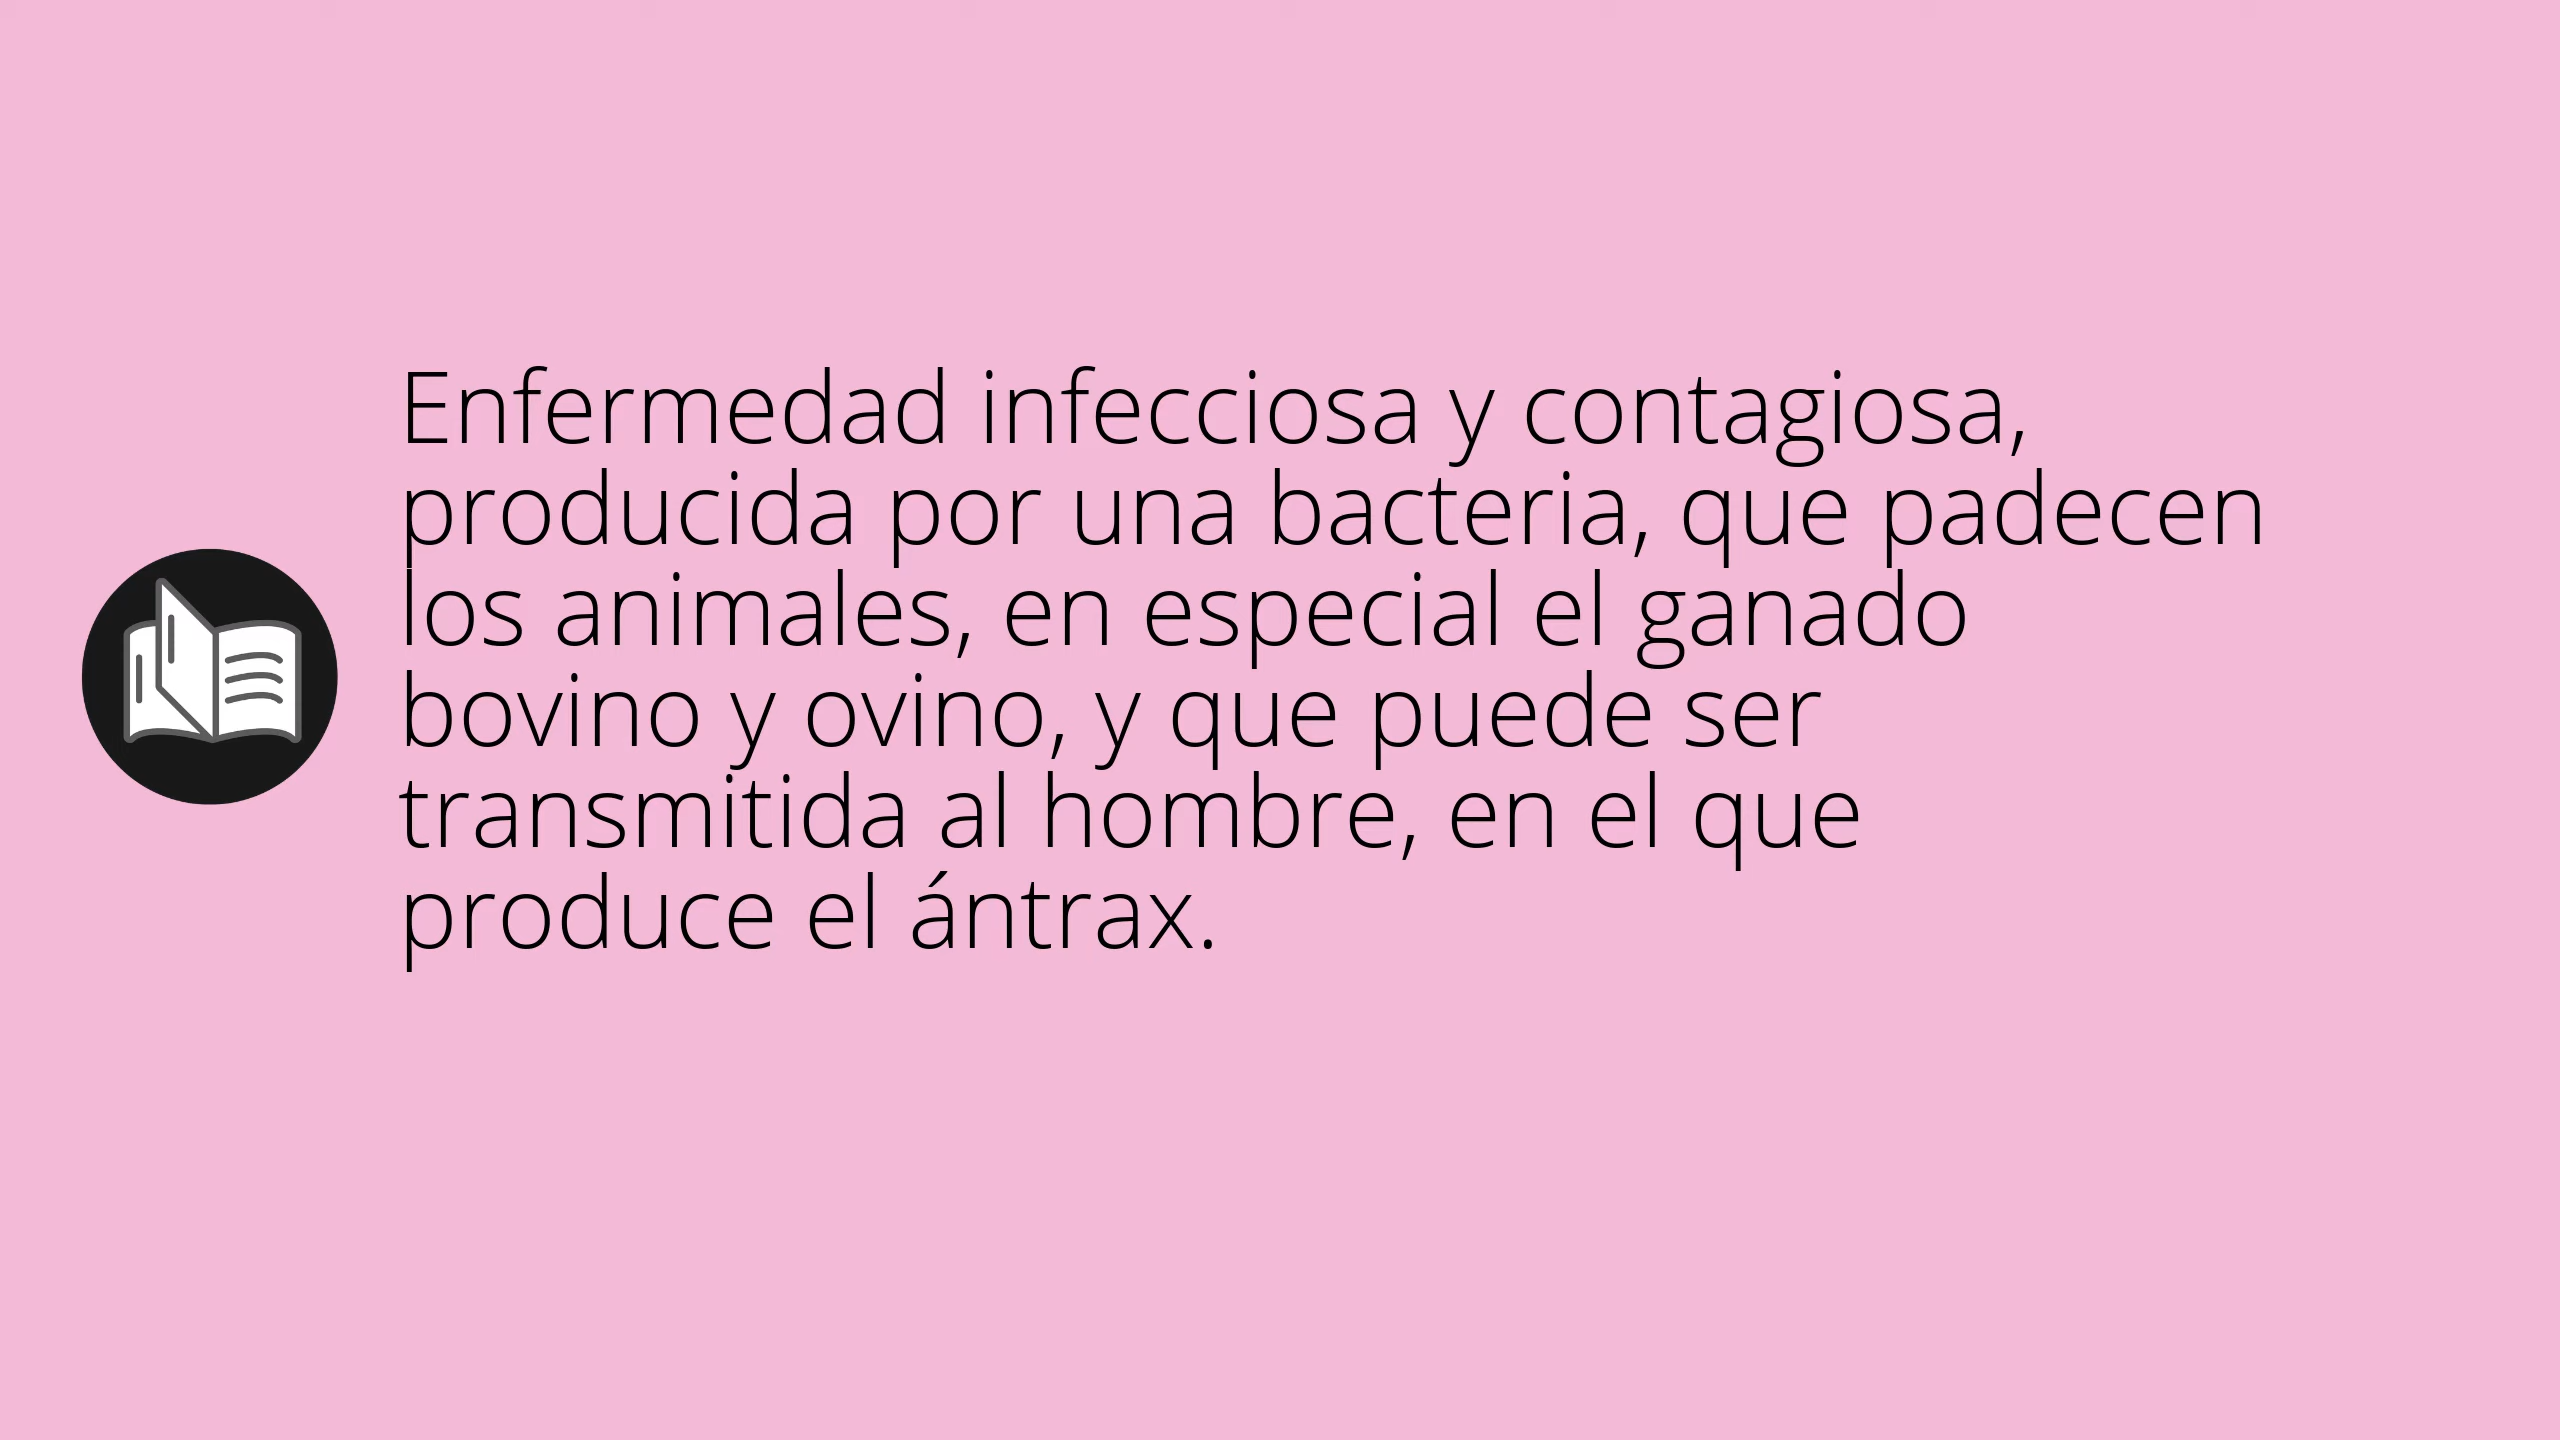 Enfermedad infecciosa y contagiosa,
producida por una bacteria, que padecen
los animales, en especial el ganado
bovino y ovino, y que puede ser
transmitida al hombre, en el que
produce el ántrax.